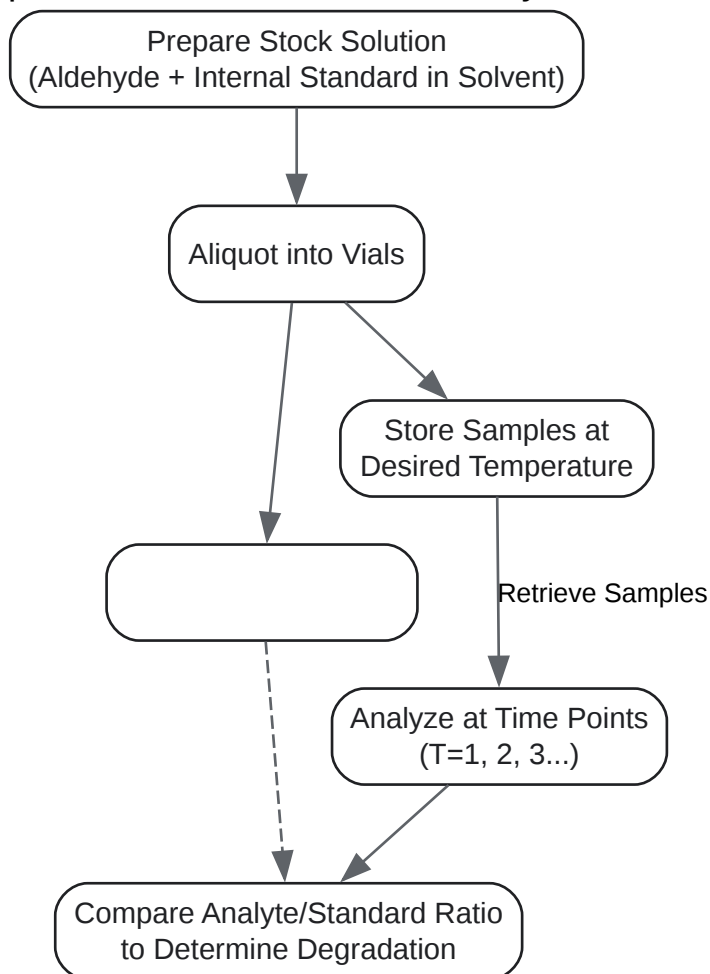 Prepare Stock Solution
(Aldehyde + Internal Standard in Solvent)
Aliquot into Vials
Store Samples at
Desired Temperature
Retrieve Samples
Analyze at Time Points
(T=1, 2, 3...)
Compare Analyte/Standard Ratio
to Determine Degradation